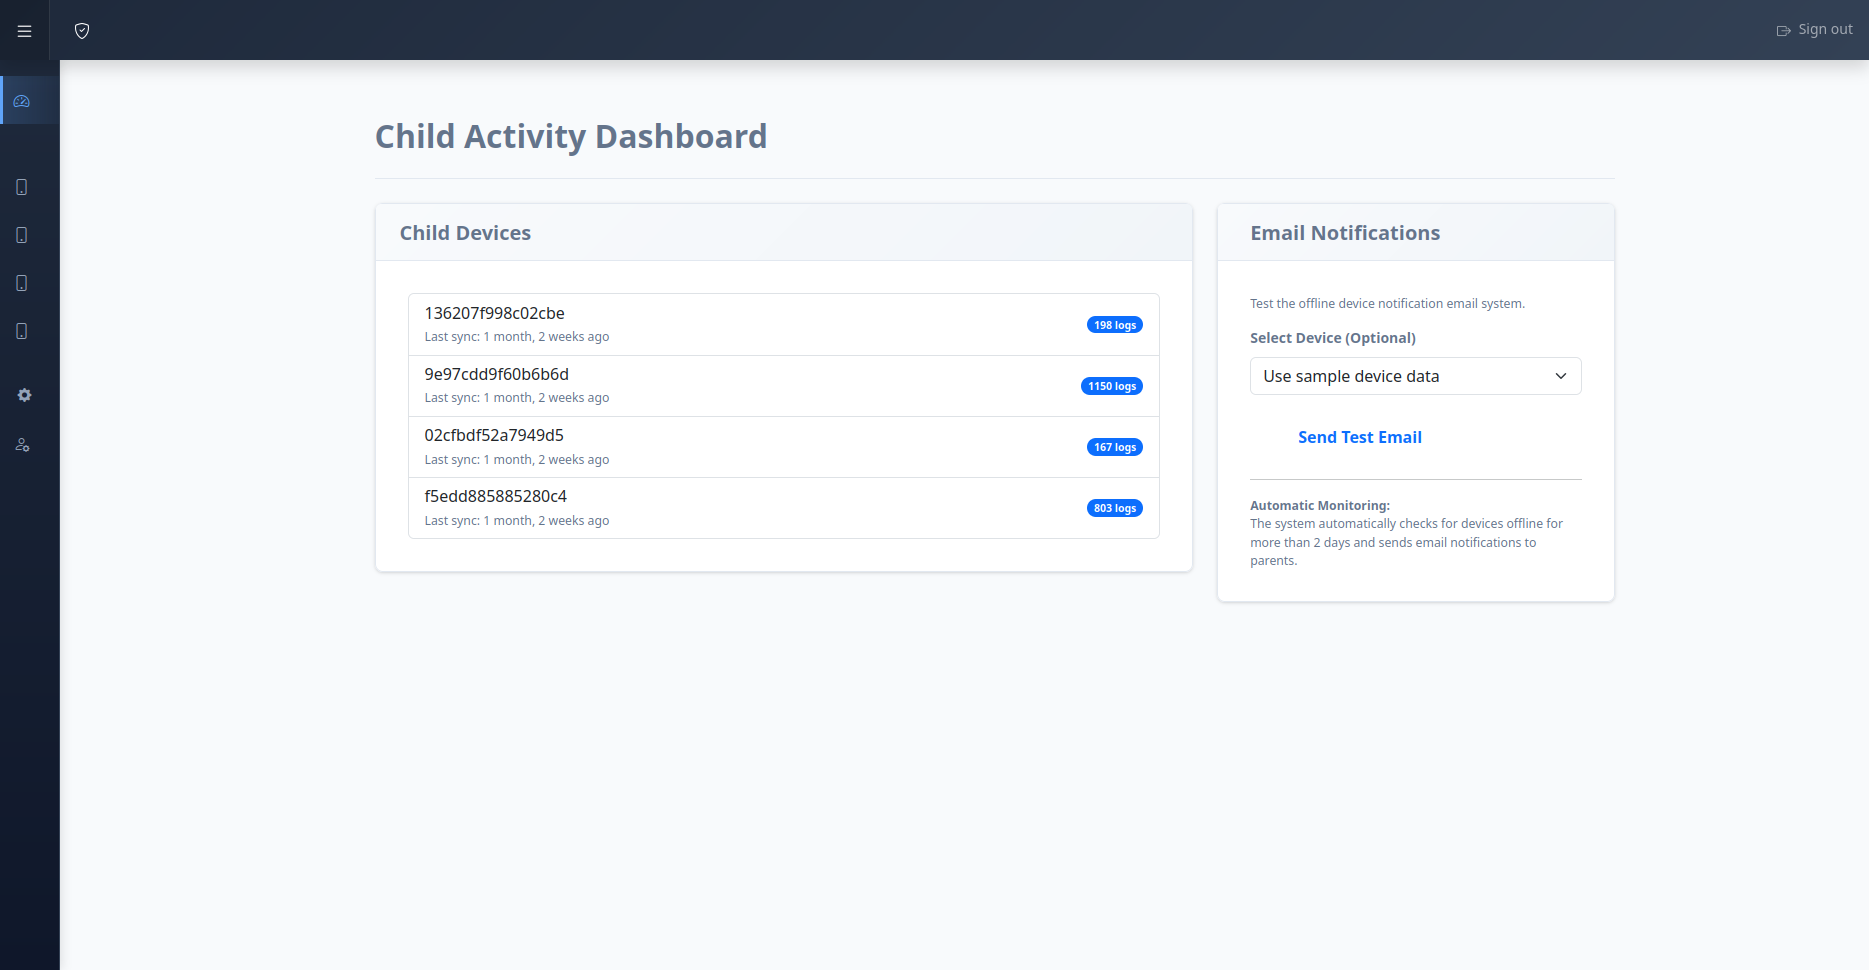 Sign out
Child Activity Dashboard
Child Devices
136207f998c02cbe
Last sync: 1 month, 2 weeks ago
198 logs
9e97cdd9f60b6b6d
Last sync: 1 month, 2 weeks ago
1150 logs
02cfbdf52a7949d5
Last sync: 1 month, 2 weeks ago
167 logs
f5edd885885280c4
Last sync: 1 month, 2 weeks ago
803 logs
Email Notifications
Test the offline device notification email system.
Select Device (Optional)
Use sample device data
Send Test Email
Automatic Monitoring:
The system automatically checks for devices offline for
more than 2 days and sends email notifications to
parents.